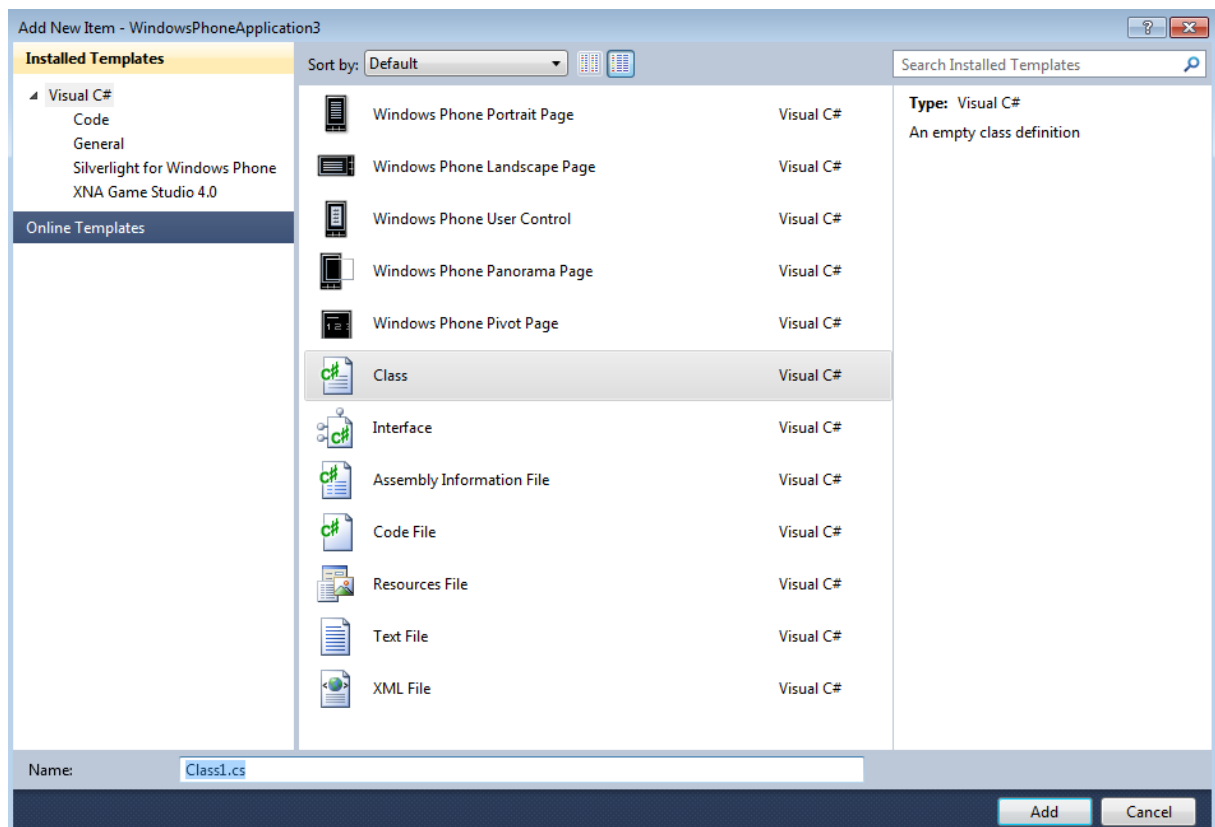 Add New Item - WindowsPhoneApplication3
Installed Templates
Sort by: Default
Search Installed Templates
Visual C#
Code
General
Silverlight for Windows Phone
XNA Game Studio 4.0
Online Templates
Windows Phone Portrait Page Visual C#
Windows Phone Landscape Page Visual C#
Windows Phone User Control Visual C#
Windows Phone Panorama Page Visual C#
Windows Phone Pivot Page Visual C#
Class Visual C#
Interface Visual C#
Assembly Information File Visual C#
Code File Visual C#
Resources File Visual C#
Text File Visual C#
XML File Visual C#
Type: Visual C#
An empty class definition
Name: Class1.cs
Add Cancel